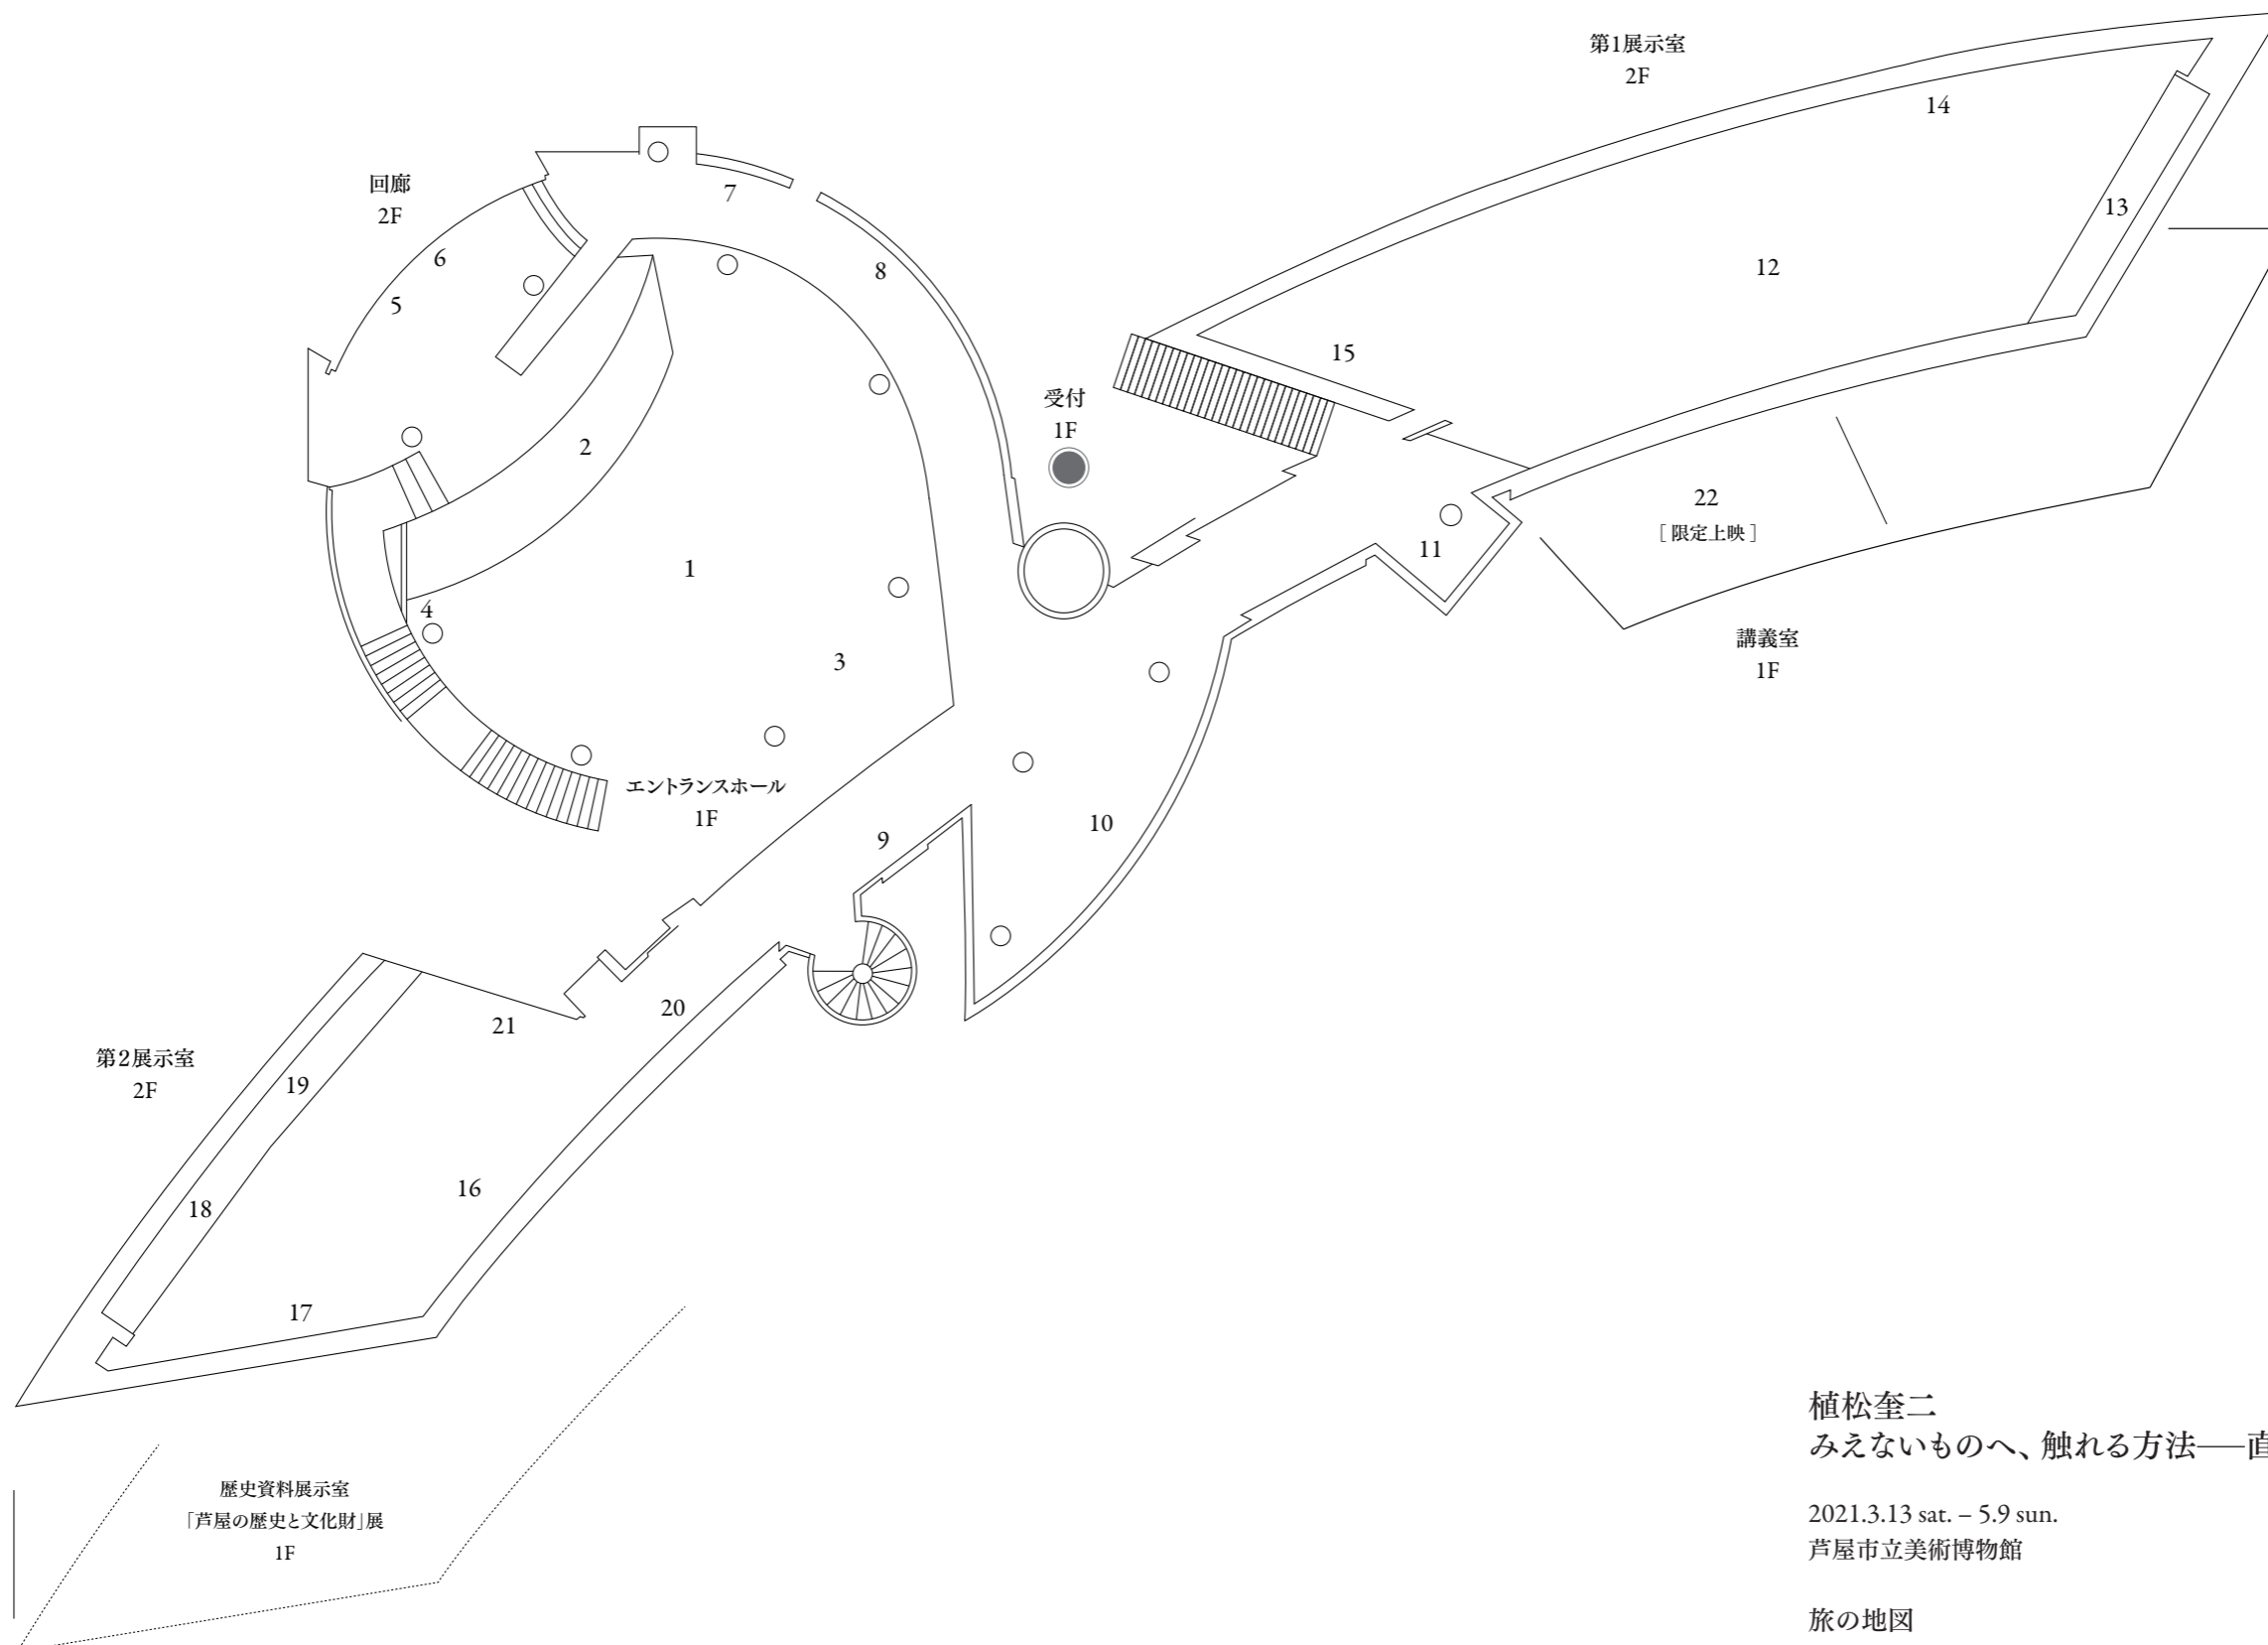 第1展示室
2F
14
13
12
15
回廊
2F
7
6
8
5
2
受付
1F
1
4
3
11
22
［限定上映］
講義室
1F
エントランスホール
1F
9
10
20
21
第2展示室
2F
19
16
18
17
歴史資料展示室
「芦屋の歴史と文化財」展
1F
植松奎二
みえないものへ、触れる方法──直
2021.3.13 sat. – 5.9 sun.
芦屋市立美術博物館
旅の地図